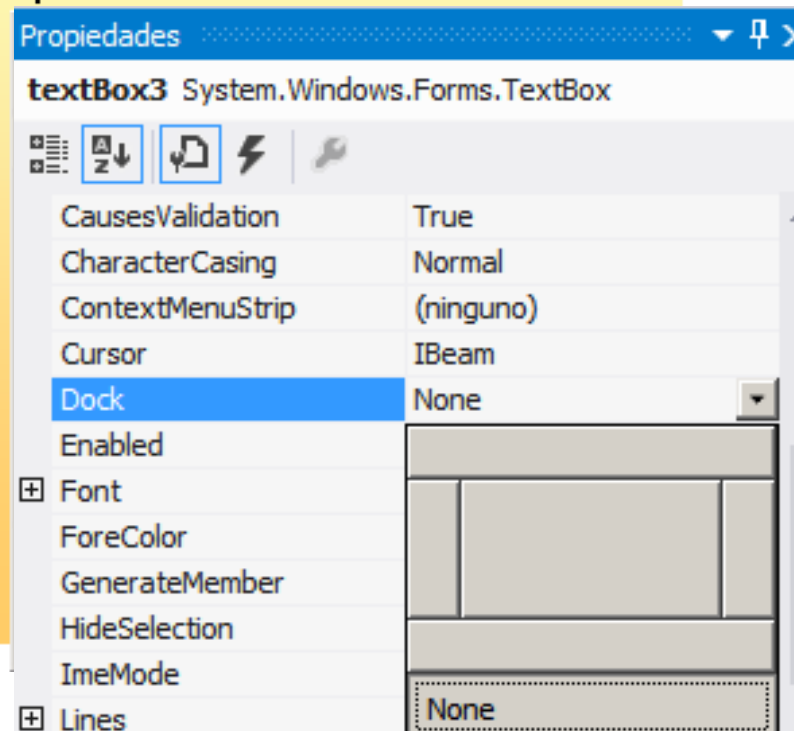 Propiedades
textBox3 System.Windows.Forms.TextBox
CausesValidation True
CharacterCasing Normal
ContextMenuStrip (ninguno)
Cursor IBeam
Dock None
Enabled
Font
ForeColor
GenerateMember
HideSelection
ImeMode
None
Lines